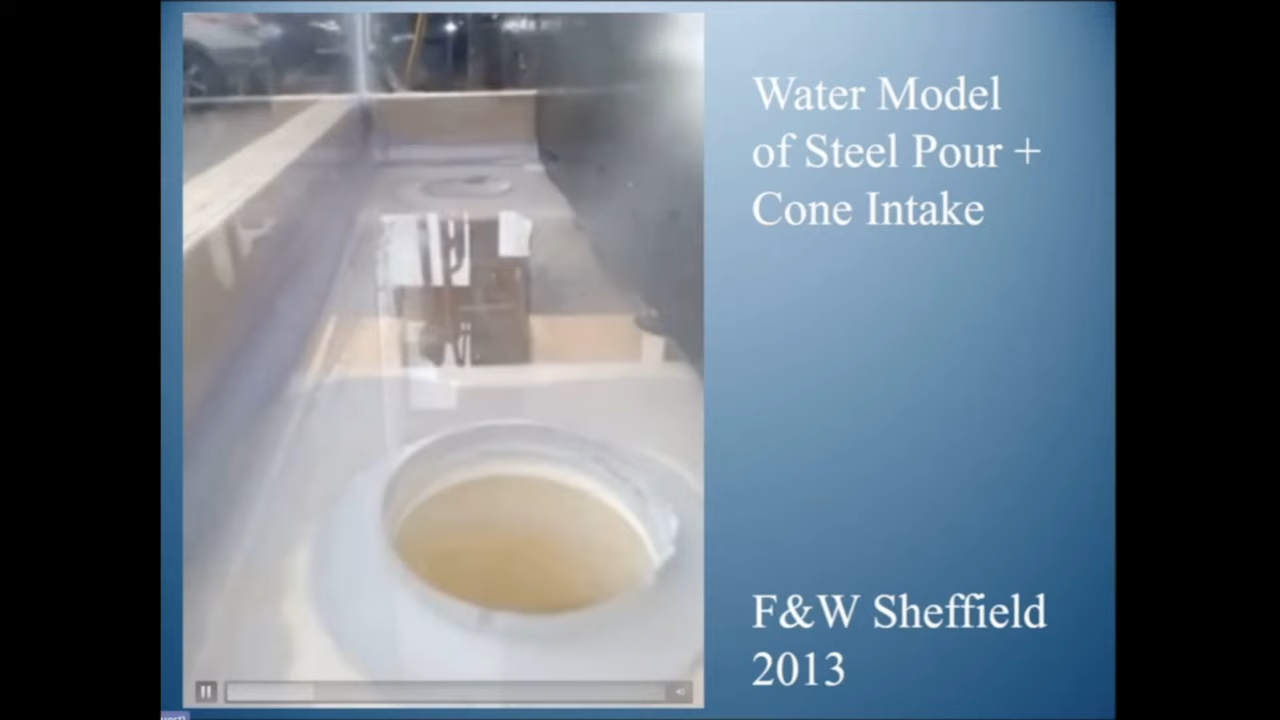 Water Model
of Steel Pour +
Cone Intake
F&W Sheffield
2013